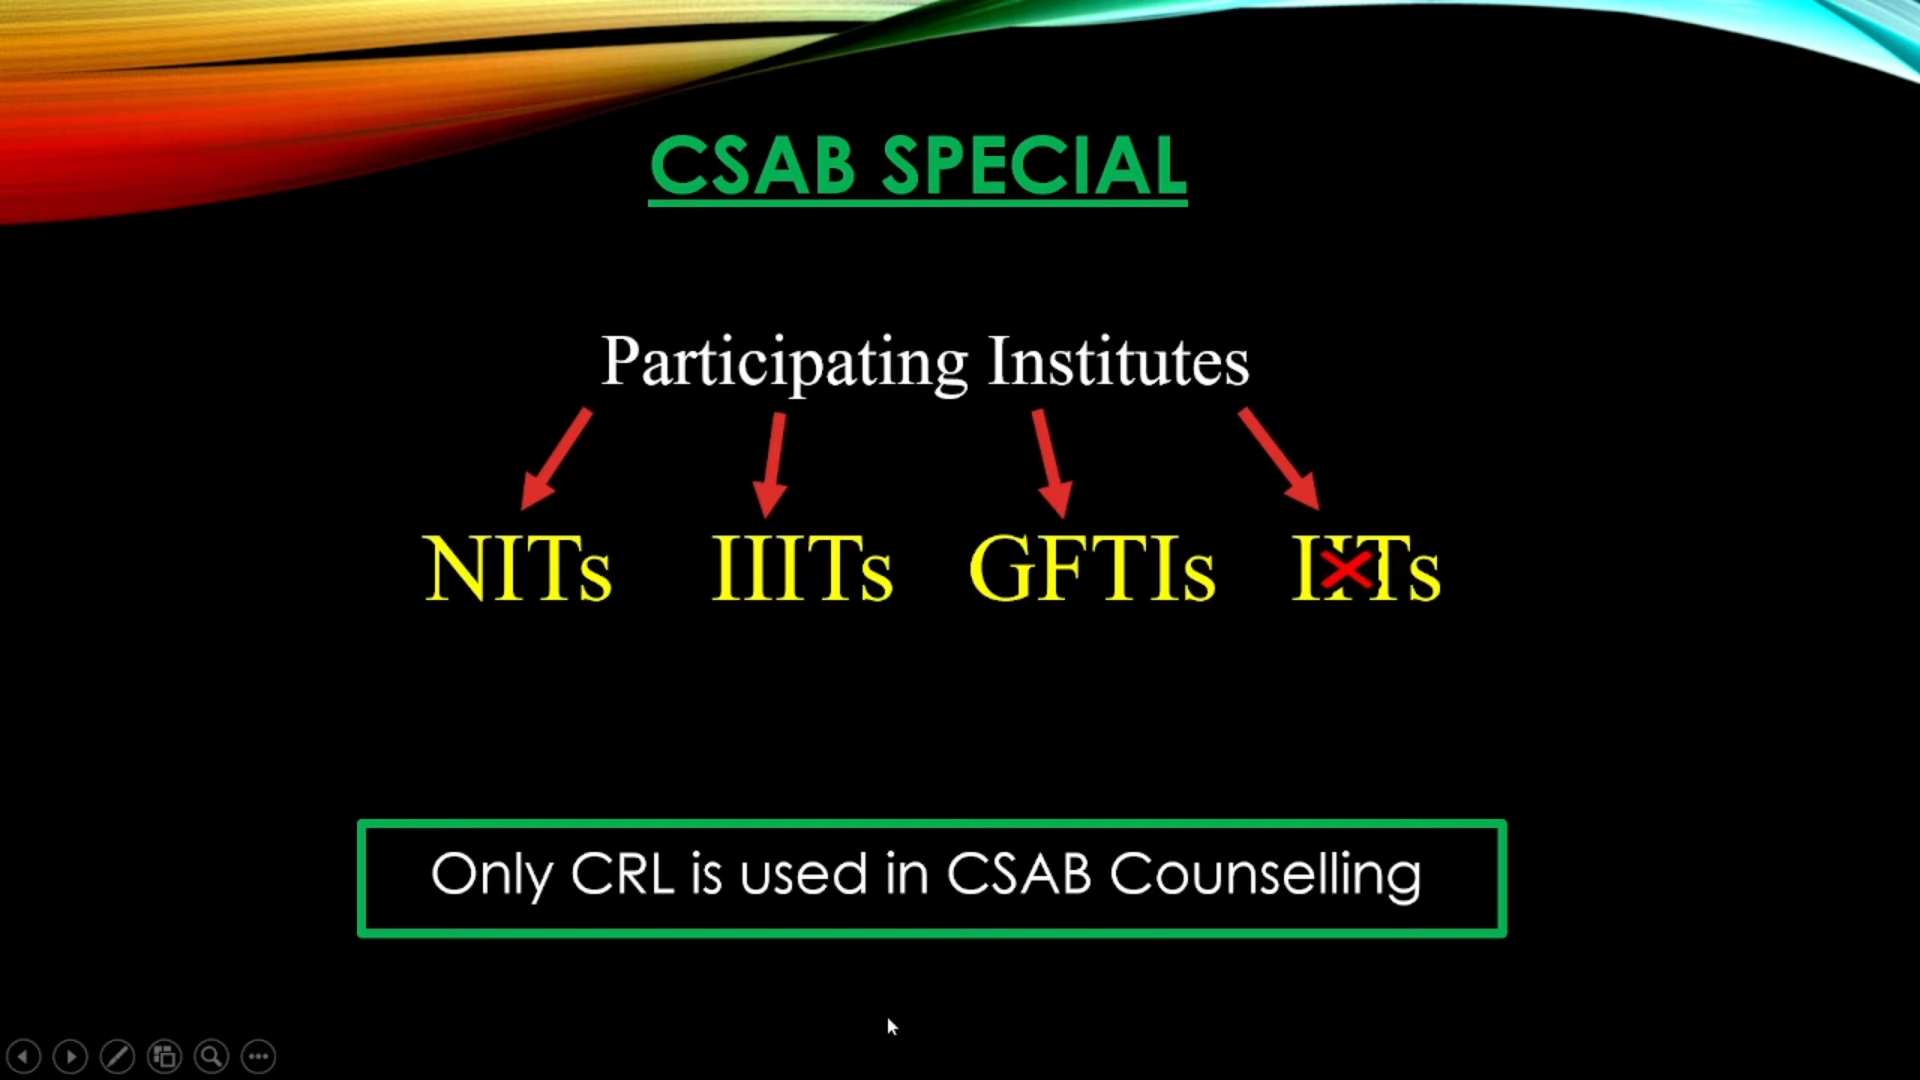 CSAB SPECIAL
Participating Institutes
NITs IIITs GFTIs IITs
Only CRL is used in CSAB Counselling